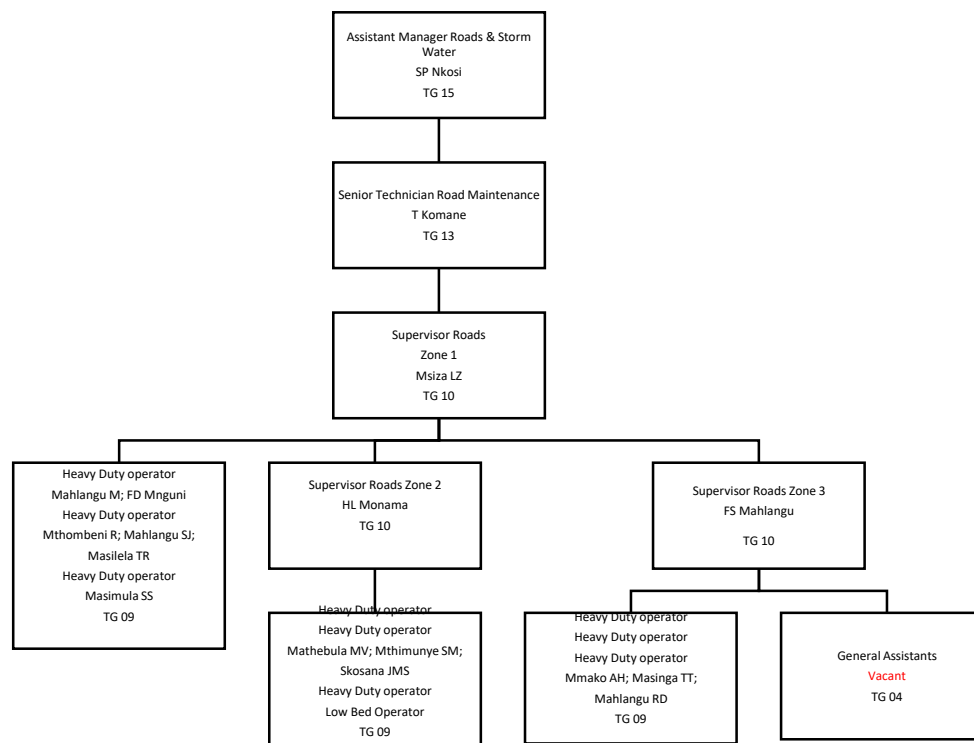 Assistant Manager Roads & Storm
Water
SP Nkosi
TG 15
Senior Technician Road Maintenance
T Komane
TG 13
Supervisor Roads
Zone 1
Msiza LZ
TG 10
Heavy Duty operator
Mahlangu M; FD Mnguni
Heavy Duty operator
Mthombeni R; Mahlangu SJ;
Masilela TR
Heavy Duty operator
Masimula SS
TG 09
Supervisor Roads Zone 2
HL Monama
TG 10
Supervisor Roads Zone 3
FS Mahlangu
TG 10
Heavy Duty operator
Heavy Duty operator
Mathebula MV; Mthimunye SM;
Skosana JMS
Heavy Duty operator
Low Bed Operator
TG 09
Heavy Duty operator
Heavy Duty operator
Heavy Duty operator
Mmako AH; Masinga TT;
Mahlangu RD
TG 09
General Assistants
Vacant
TG 04